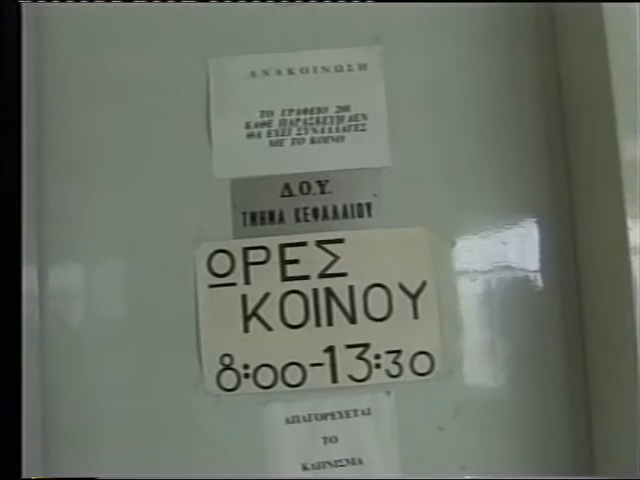 ΑΝΑΚΟΙΝΩΣΗ
ΤΟ ΓΡΑΦΕΙΟ 208
ΚΑΘΕ ΠΑΡΑΣΚΕΥΗ ΔΕΝ
ΘΑ ΕΧΕΙ ΣΥΝΑΛΛΑΓΕΣ
ΜΕ ΤΟ ΚΟΙΝΟ
Δ.Ο.Υ.
ΤΜΗΜΑ ΚΕΦΑΛΑΙΟΥ
ΩΡΕΣ
ΚΟΙΝΟΥ
8:00-13:30
ΑΠΑΓΟΡΕΥΕΤΑΙ
ΤΟ
ΚΑΠΝΙΣΜΑ